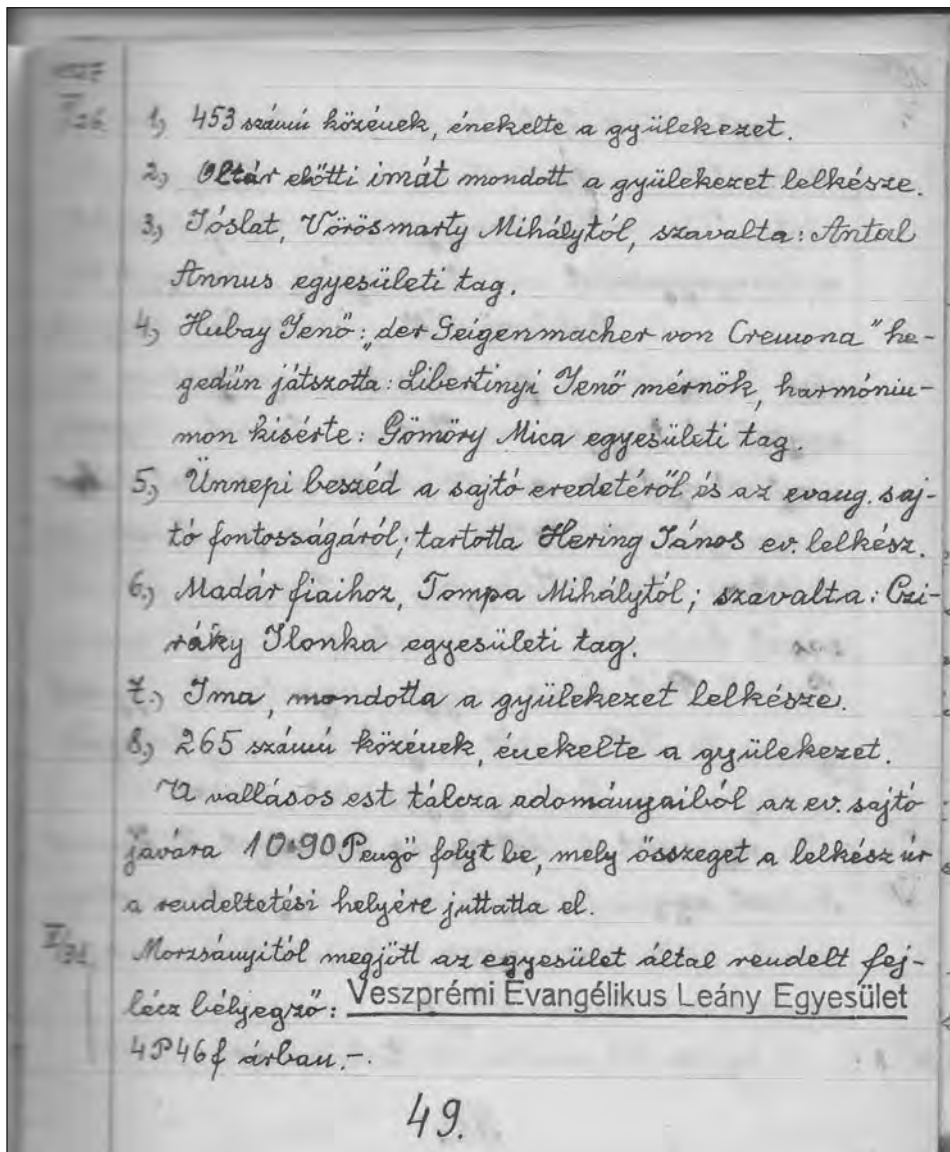 1927
1.) 453 számú közének, énekelte a gyülekezet.
2.) Oltár előtti imát mondott a gyülekezet lelkésze.
3.) Jóslat, Vörösmarty Mihálytól, szavalta: Antal
Annus egyesületi tag.
4.) Hubay Jenő: „der Geigenmacher von Cremona" he-
gedűn játszotta: Libertinyi Jenő mérnök, harmóniu-
mon kisérte: Gömöry Mica egyesületi tag.
5.) Ünnepi beszéd a sajtó eredetéről és az evang. saj-
tó fontosságáról; tartotta Hering János ev. lelkész.
6.) Madár fiaihoz, Tompa Mihálytól; szavalta: Czi-
ráky Ilonka egyesületi tag.
7.) Ima, mondotta a gyülekezet lelkésze.
8.) 265 számú közének, énekelte a gyülekezet.
A vallásos est tálcza adományaiból az ev. sajtó
javára 10·90 Pengő folyt be, mely összeget a lelkész úr
a rendeltetési helyére juttatta el.
Morzsányitól megjött az egyesület által rendelt fej-
lécz bélyegző: Veszprémi Evangélikus Leány Egyesület
4P46f árban.-.
49.